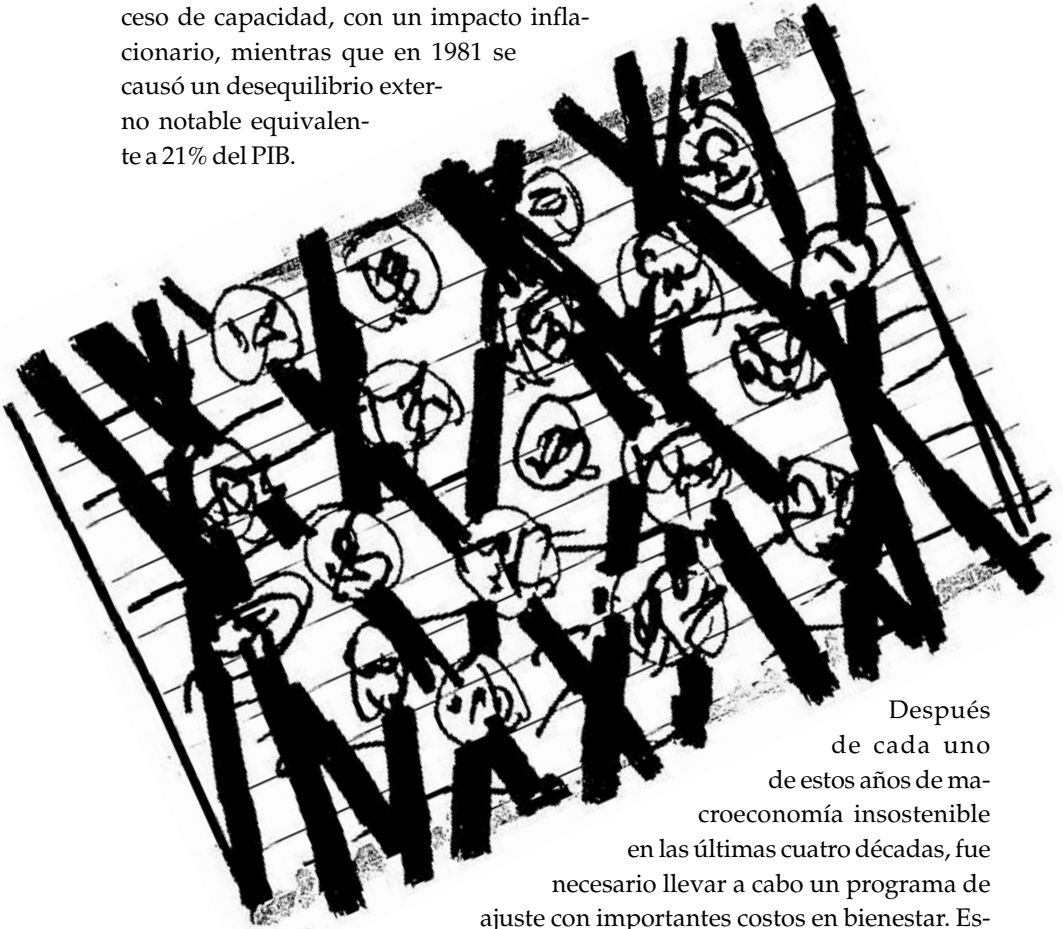 ceso de capacidad, con un impacto infla-
cionario, mientras que en 1981 se
causó un desequilibrio exter-
no notable equivalen-
te a 21% del PIB.
Después
de cada uno
de estos años de ma-
croeconomía insostenible
en las últimas cuatro décadas, fue
necesario llevar a cabo un programa de
ajuste con importantes costos en bienestar. Es-